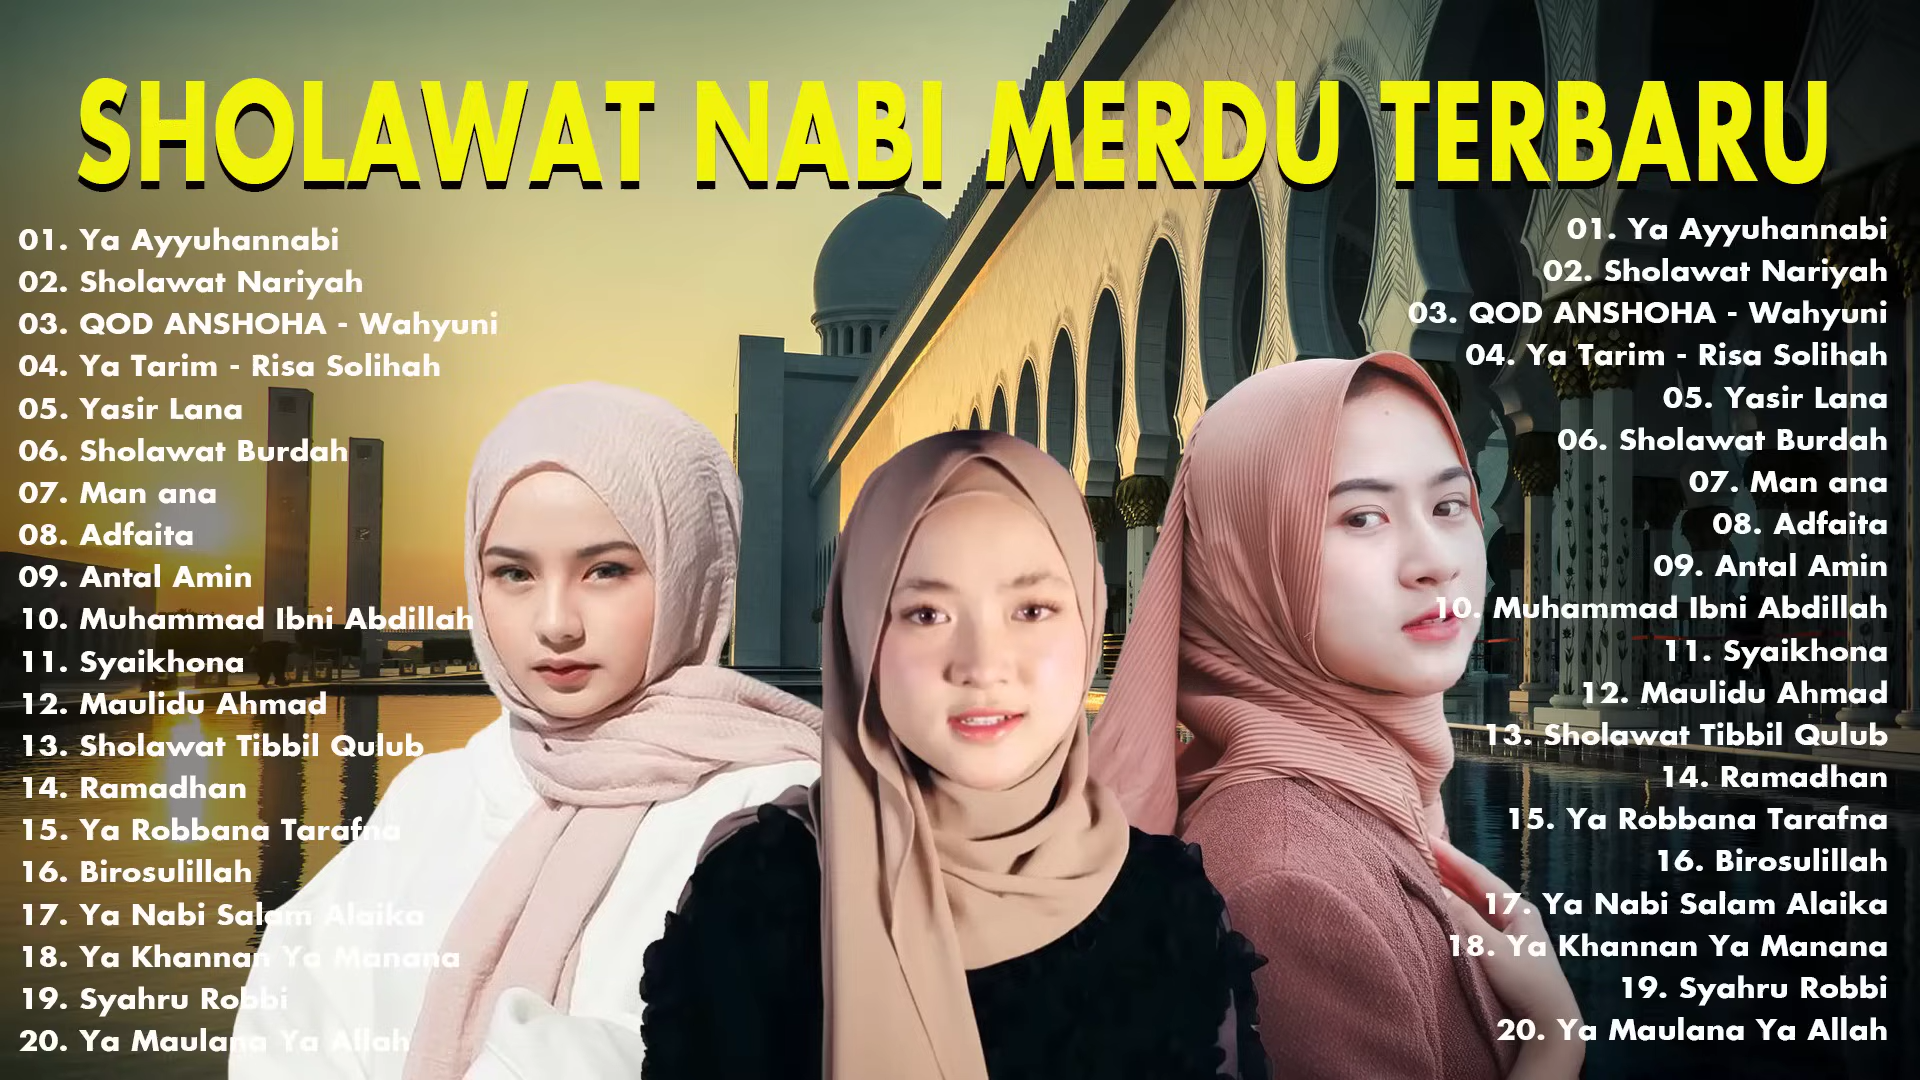 SHOLAWAT NABI MERDU TERBARU
01. Ya Ayyuhannabi
02. Sholawat Nariyah
03. QOD ANSHOHA - Wahyuni
04. Ya Tarim - Risa Solihah
05. Yasir Lana
06. Sholawat Burdah
07. Man ana
08. Adfaita
09. Antal Amin
10. Muhammad Ibni Abdillah
11. Syaikhona
12. Maulidu Ahmad
13. Sholawat Tibbil Qulub
14. Ramadhan
15. Ya Robbana Tarafna
16. Birosulillah
17. Ya Nabi Salam Alaika
18. Ya Khannan Ya Manana
19. Syahru Robbi
20. Ya Maulana Ya Allah
01. Ya Ayyuhannabi
02. Sholawat Nariyah
03. QOD ANSHOHA - Wahyuni
04. Ya Tarim - Risa Solihah
05. Yasir Lana
06. Sholawat Burdah
07. Man ana
08. Adfaita
09. Antal Amin
10. Muhammad Ibni Abdillah
11. Syaikhona
12. Maulidu Ahmad
13. Sholawat Tibbil Qulub
14. Ramadhan
15. Ya Robbana Tarafna
16. Birosulillah
17. Ya Nabi Salam Alaika
18. Ya Khannan Ya Manana
19. Syahru Robbi
20. Ya Maulana Ya Allah